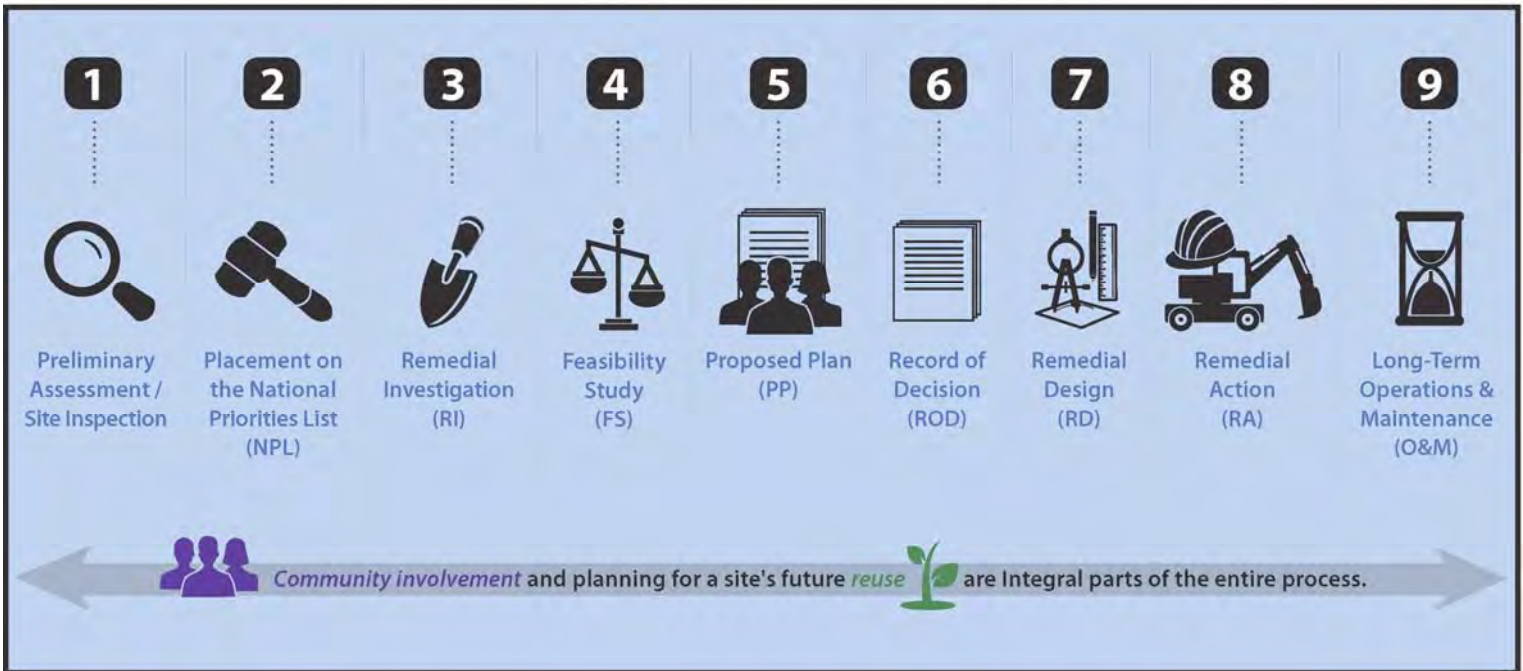 1
2
3
4
5
6
7
8
9
Preliminary
Assessment /
Site Inspection
Placement on
the National
Priorities List
(NPL)
Remedial
Investigation
(RI)
Feasibility
Study
(FS)
Proposed Plan
(PP)
Record of
Decision
(ROD)
Remedial
Design
(RD)
Remedial
Action
(RA)
Long-Term
Operations &
Maintenance
(O&M)
Community involvement and planning for a site's future reuse are Integral parts of the entire process.